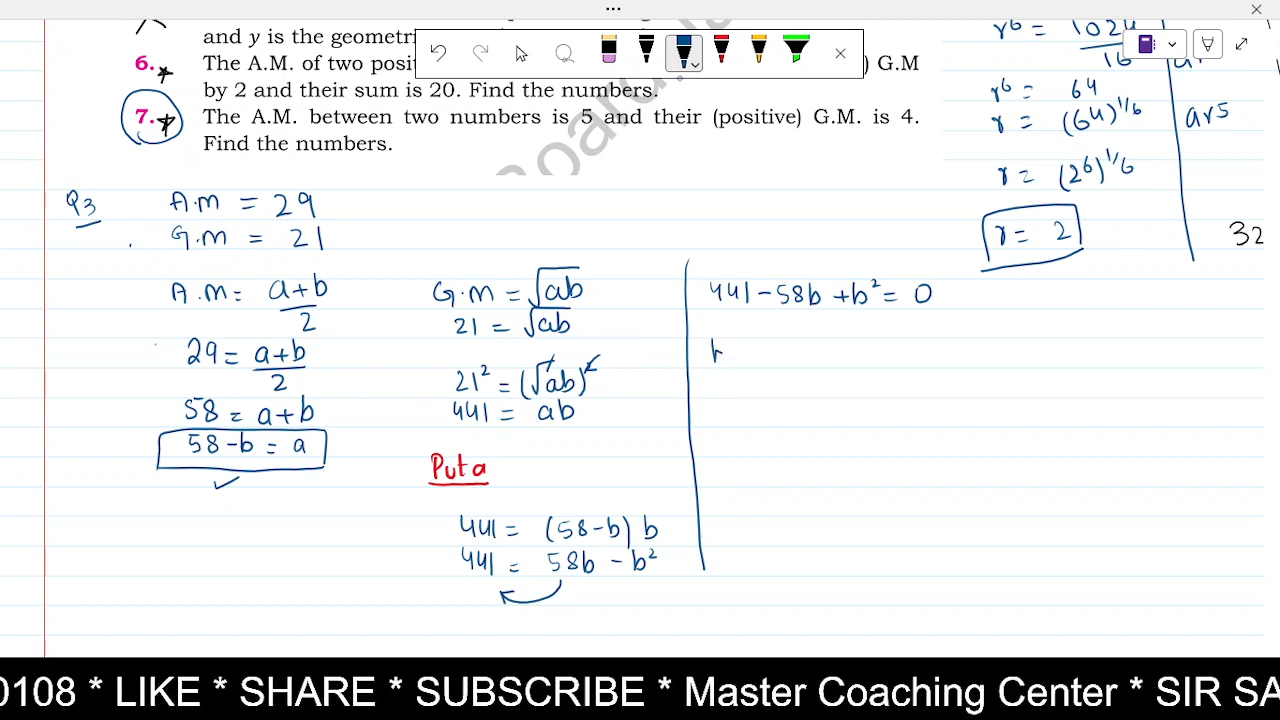 and y is the geometri
6. The A.M. of two posit ) G.M
by 2 and their sum is 20. Find the numbers.
7. The A.M. between two numbers is 5 and their (positive) G.M. is 4.
Find the numbers.
Q3
A.m = 29
G.m = 21
A.m = a+b/2
29 = a+b/2
58 = a+b
58-b = a
G.m = √ab
21 = √ab
21² = (√ab)²
441 = ab
Put a
441 = (58-b) b
441 = 58b - b²
441 - 58b + b² = 0
r⁶ = 1024/16
r⁶ = 64
r = (64)^1/6
r = (2⁶)^1/6
r = 2
ar5
32
0108 * LIKE * SHARE * SUBSCRIBE * Master Coaching Center * SIR SA